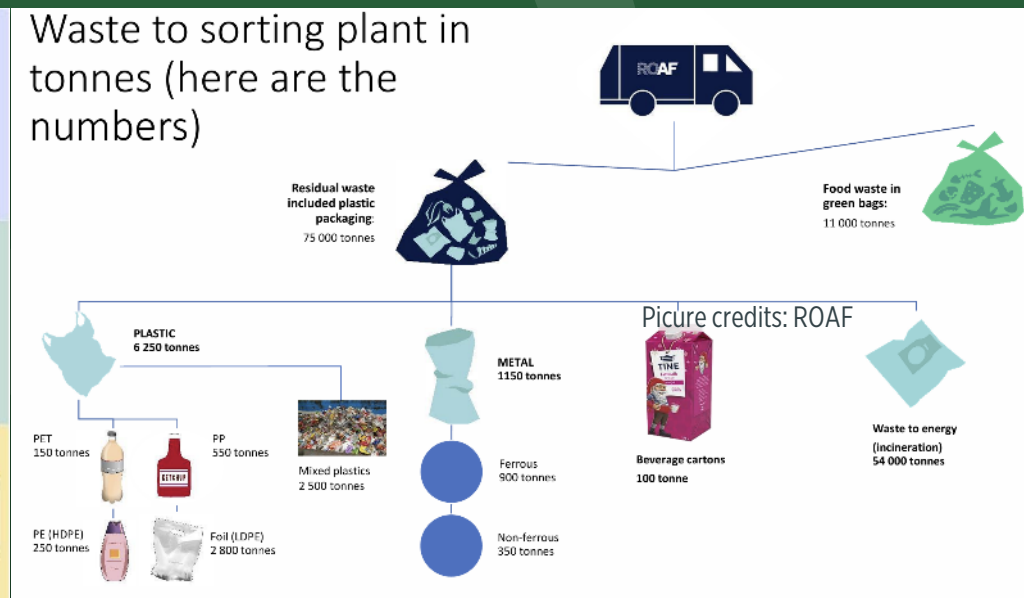 Waste to sorting plant in
tonnes (here are the
numbers)
ROAF
Residual waste
included plastic
packaging:
75 000 tonnes
Food waste in
green bags:
11 000 tonnes
Picure credits: ROAF
PLASTIC
6 250 tonnes
METAL
1150 tonnes
TINE
Waste to energy
(incineration)
54 000 tonnes
PET
150 tonnes
PP
550 tonnes
KETCHUP
Mixed plastics
2 500 tonnes
Ferrous
900 tonnes
Beverage cartons
100 tonne
PE (HDPE)
250 tonnes
Foil (LDPE)
2 800 tonnes
Non-ferrous
350 tonnes